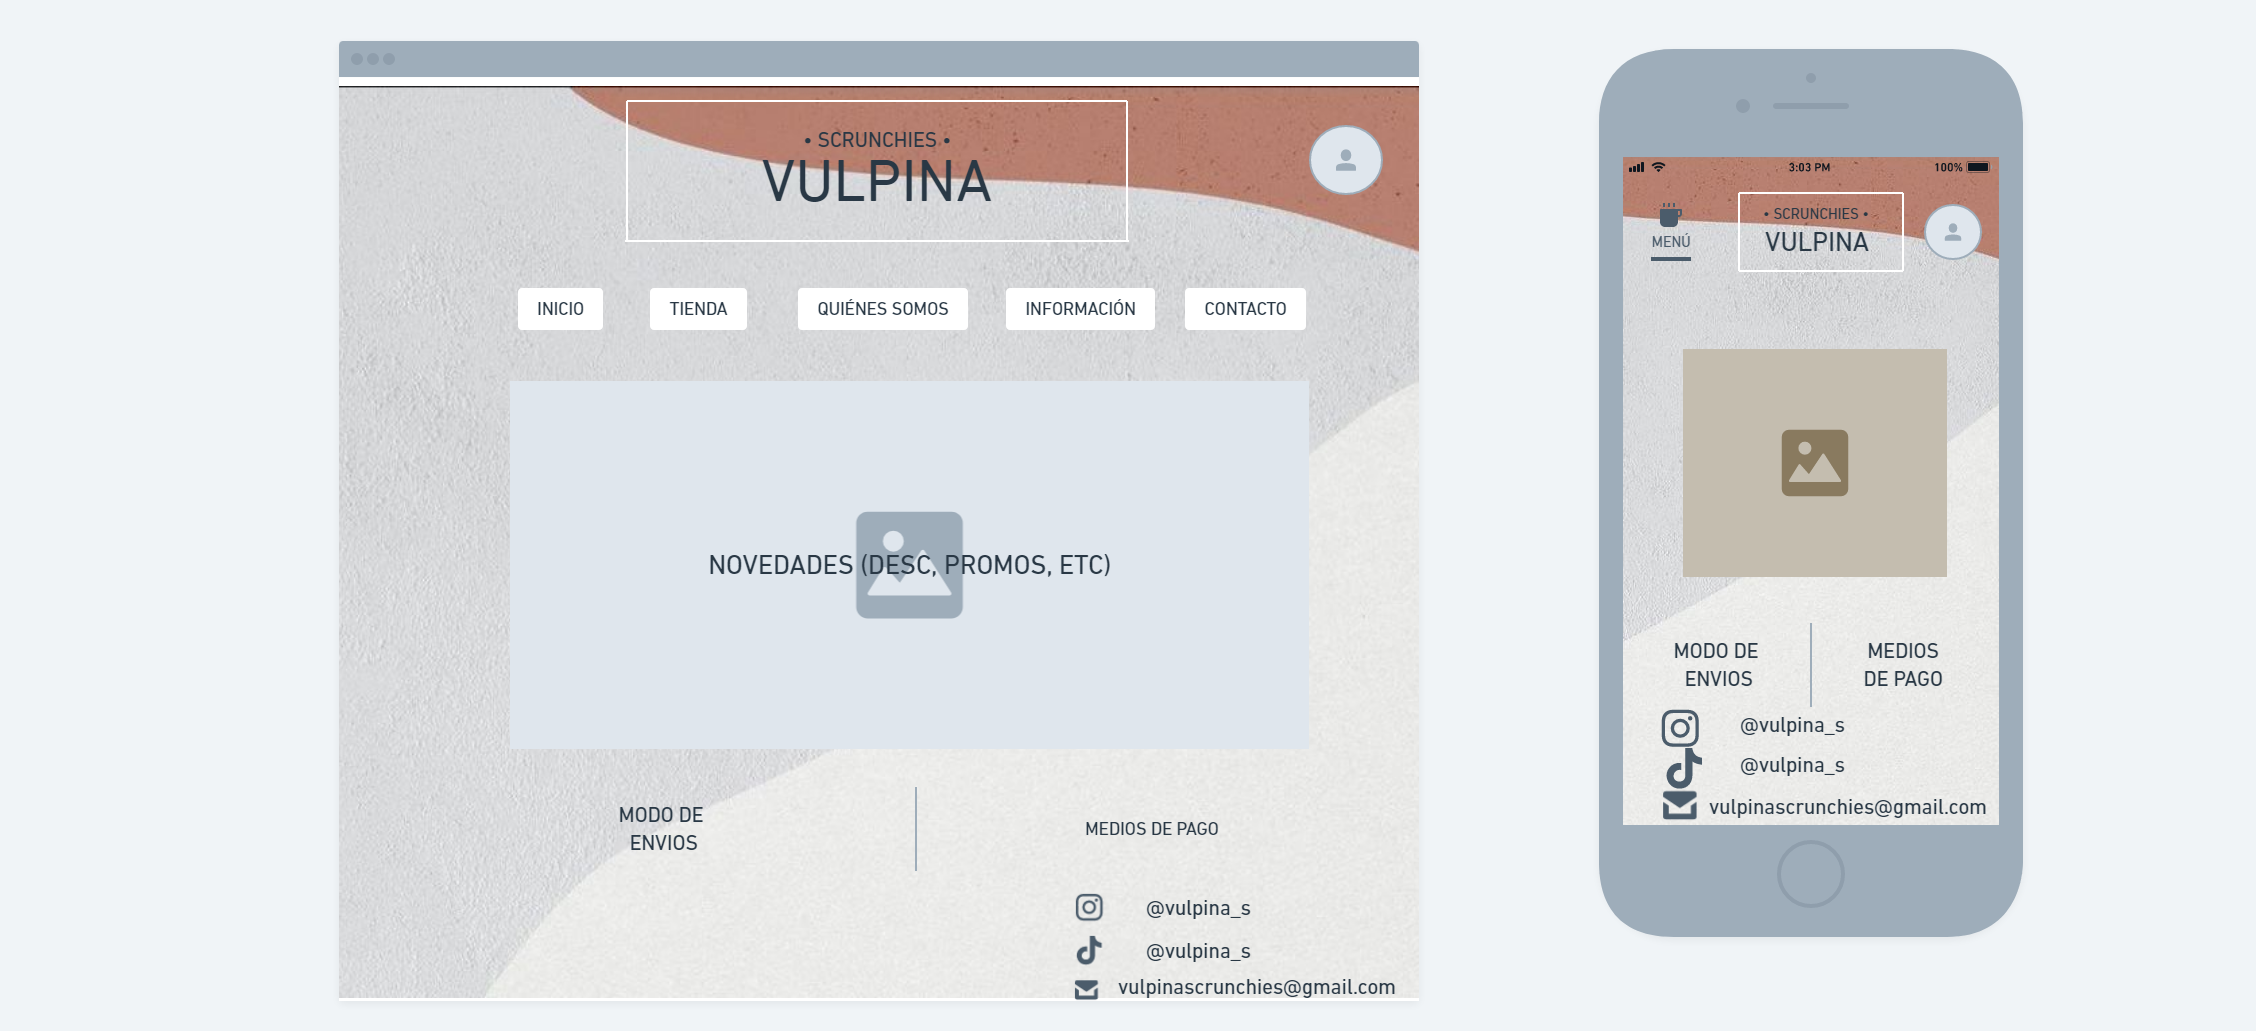 • SCRUNCHIES •
VULPINA
INICIO
TIENDA
QUIÉNES SOMOS
INFORMACIÓN
CONTACTO
NOVEDADES (DESC, PROMOS, ETC)
MODO DE
ENVIOS
MEDIOS DE PAGO
@vulpina_s
@vulpina_s
vulpinascrunchies@gmail.com
3:03 PM
100%
MENÚ
• SCRUNCHIES •
VULPINA
MODO DE
ENVIOS
MEDIOS
DE PAGO
@vulpina_s
@vulpina_s
vulpinascrunchies@gmail.com